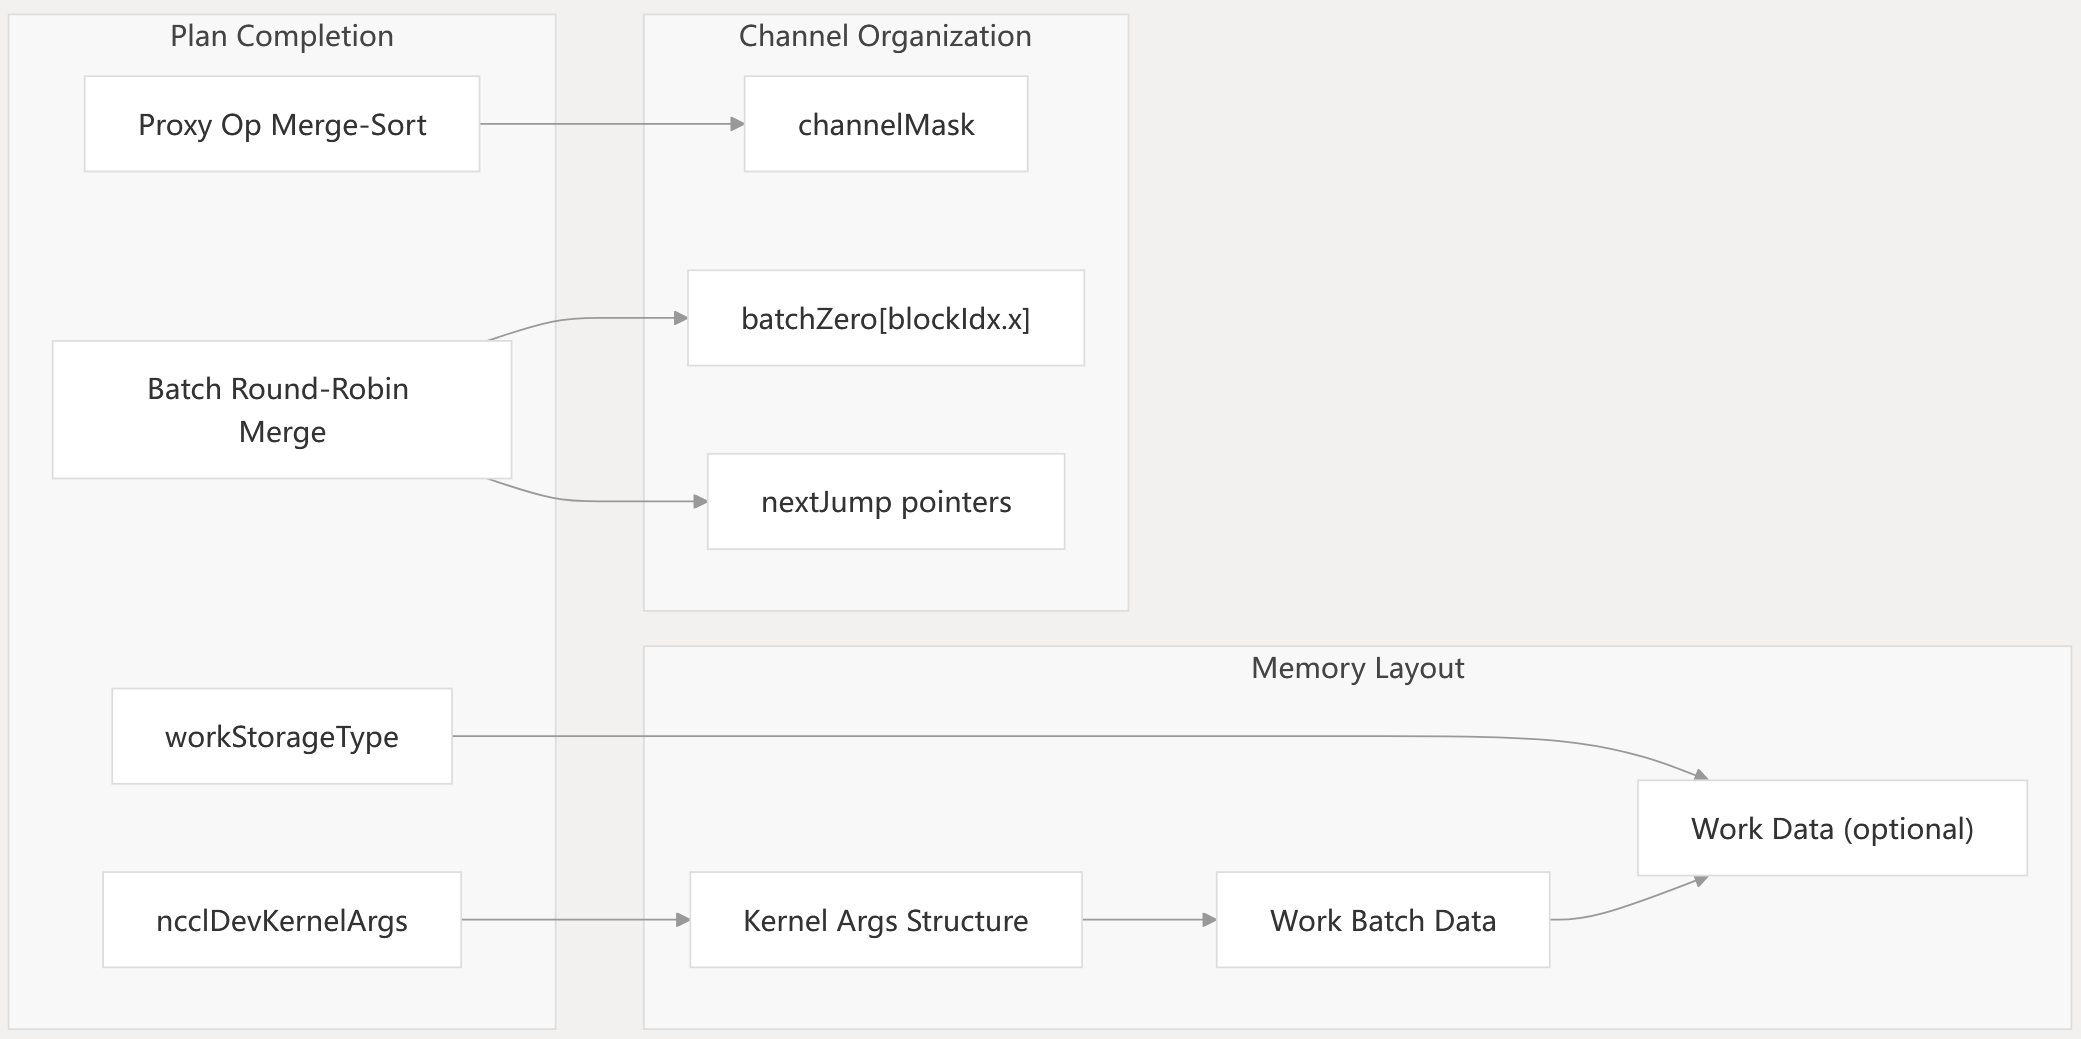 Plan Completion
Proxy Op Merge-Sort
Batch Round-Robin
Merge
workStorageType
ncclDevKernelArgs
Channel Organization
channelMask
batchZero[blockIdx.x]
nextJump pointers
Memory Layout
Kernel Args Structure
Work Batch Data
Work Data (optional)